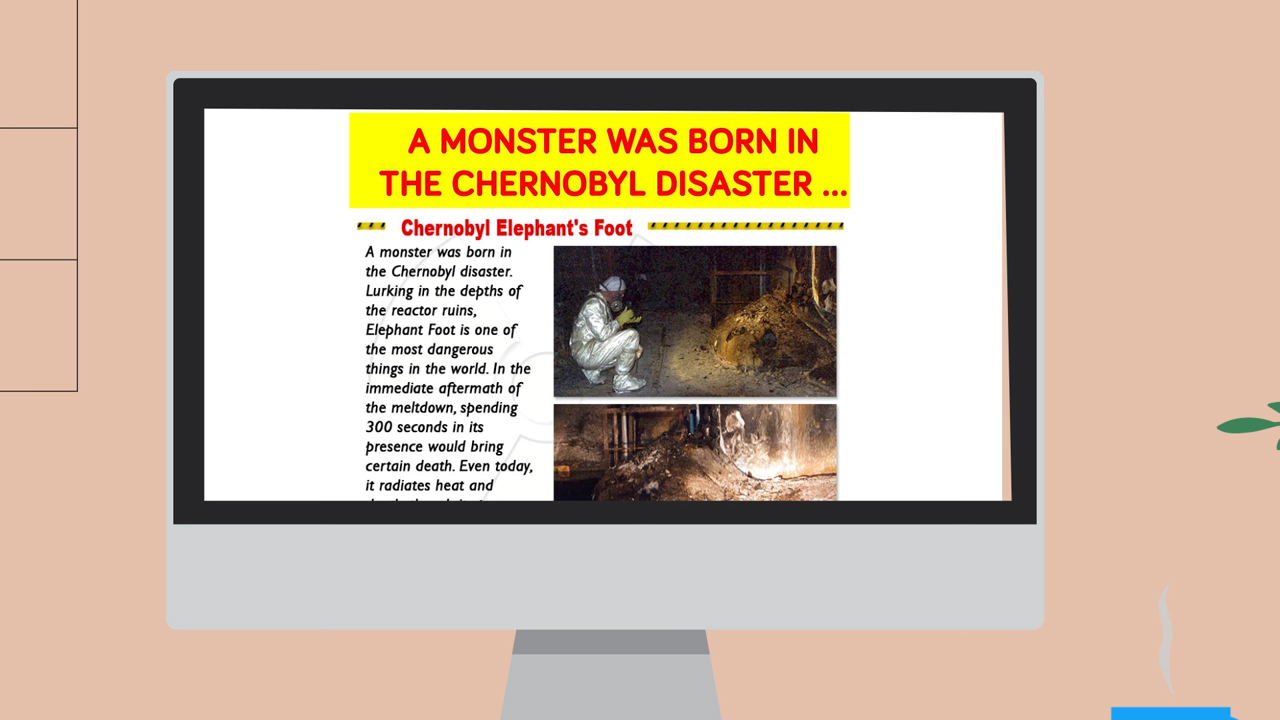 A MONSTER WAS BORN IN
THE CHERNOBYL DISASTER ...
Chernobyl Elephant's Foot
A monster was born in
the Chernobyl disaster.
Lurking in the depths of
the reactor ruins,
Elephant Foot is one of
the most dangerous
things in the world. In the
immediate aftermath of
the meltdown, spending
300 seconds in its
presence would bring
certain death. Even today,
it radiates heat and